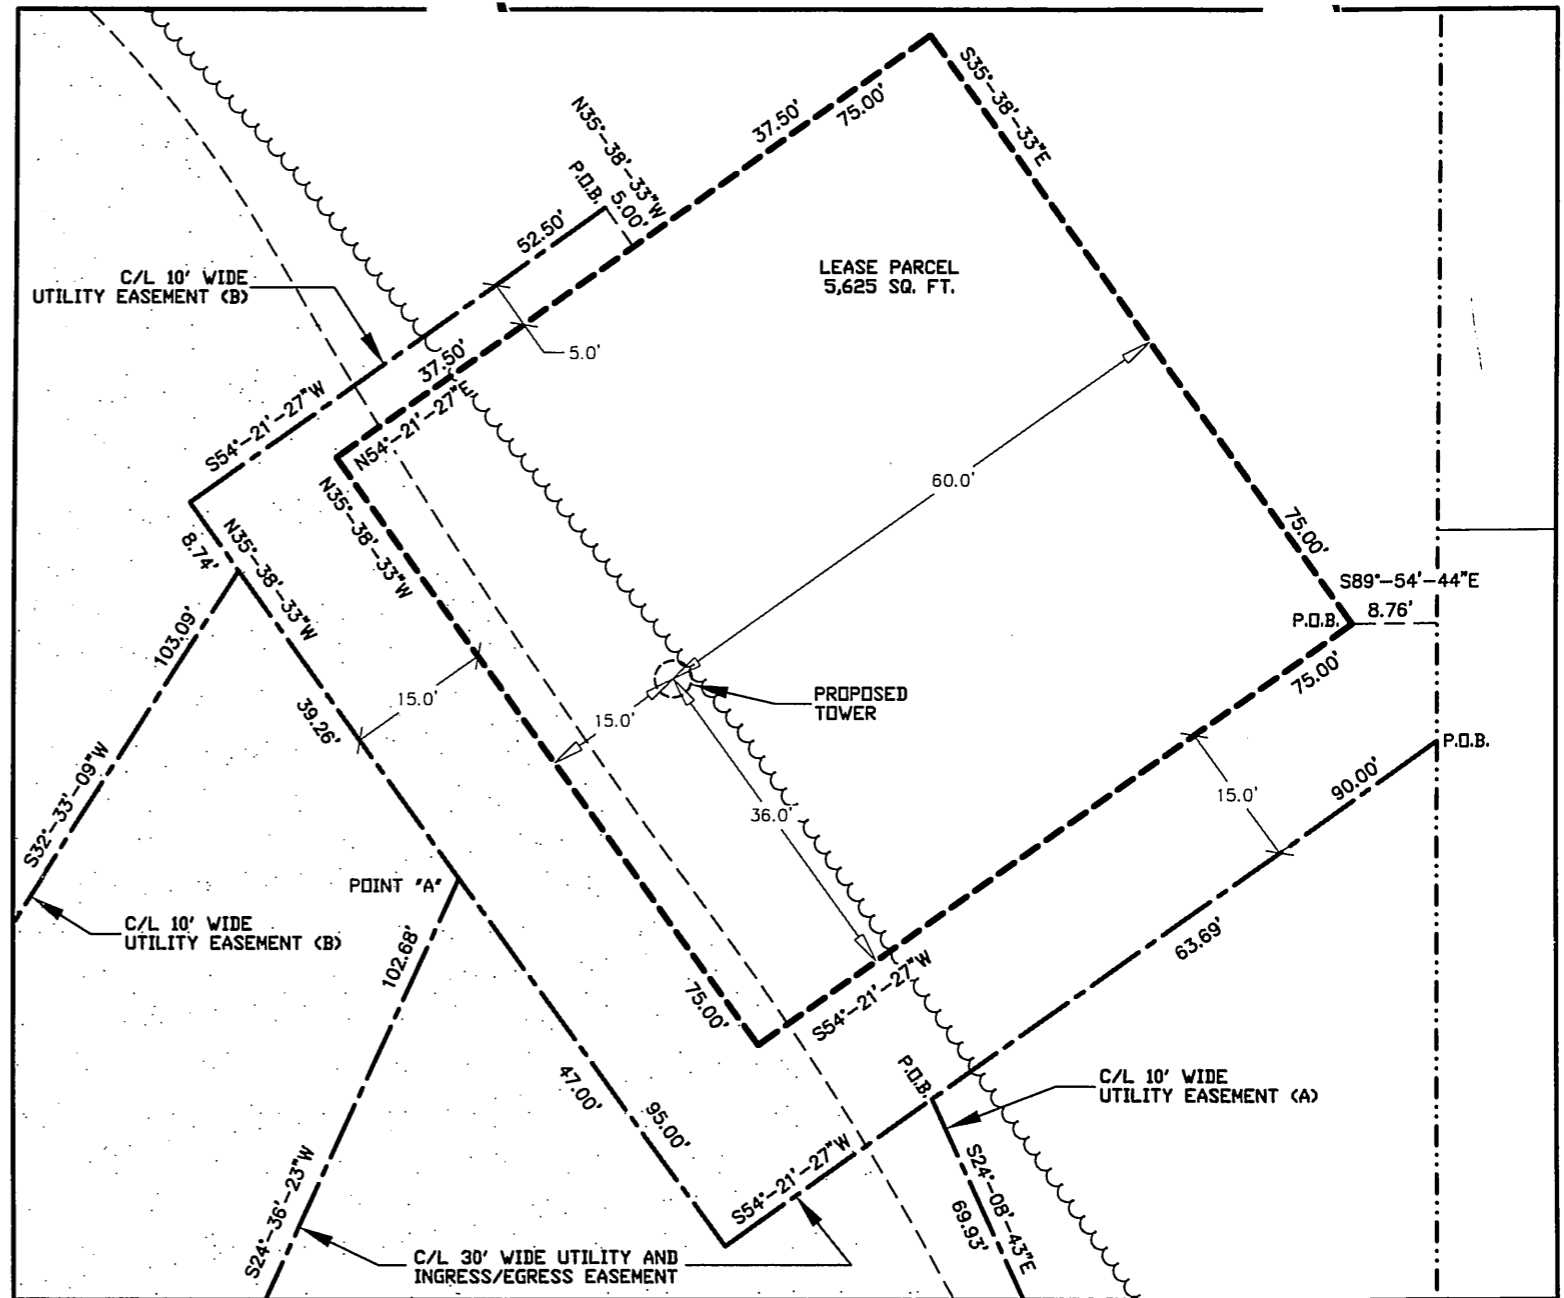 S35°-38'-33"E
37.50'
75.00'
N35°-38'-33"W
P.O.B.
5.00'
52.50'
C/L 10' WIDE
UTILITY EASEMENT (B)
LEASE PARCEL
5,625 SQ. FT.
5.0'
37.50'
S54°-21'-27"W
N54°-21'-27"E
60.0'
N35°-38'-33"W
8.74'
N35°-38'-33"W
75.00'
S89°-54'-44"E
P.O.B.
8.76'
103.09'
75.00'
15.0'
39.26'
15.0'
PROPOSED
TOWER
P.O.B.
90.00'
15.0'
36.0'
S32°-33'-09"W
POINT "A"
C/L 10' WIDE
UTILITY EASEMENT (B)
102.68'
63.69'
75.00'
S54°-21'-27"W
P.O.B.
C/L 10' WIDE
UTILITY EASEMENT (A)
47.00'
95.00'
S54°-21'-27"W
S24°-08'-43"E
69.93'
S24°-36'-23"W
C/L 30' WIDE UTILITY AND
INGRESS/EGRESS EASEMENT